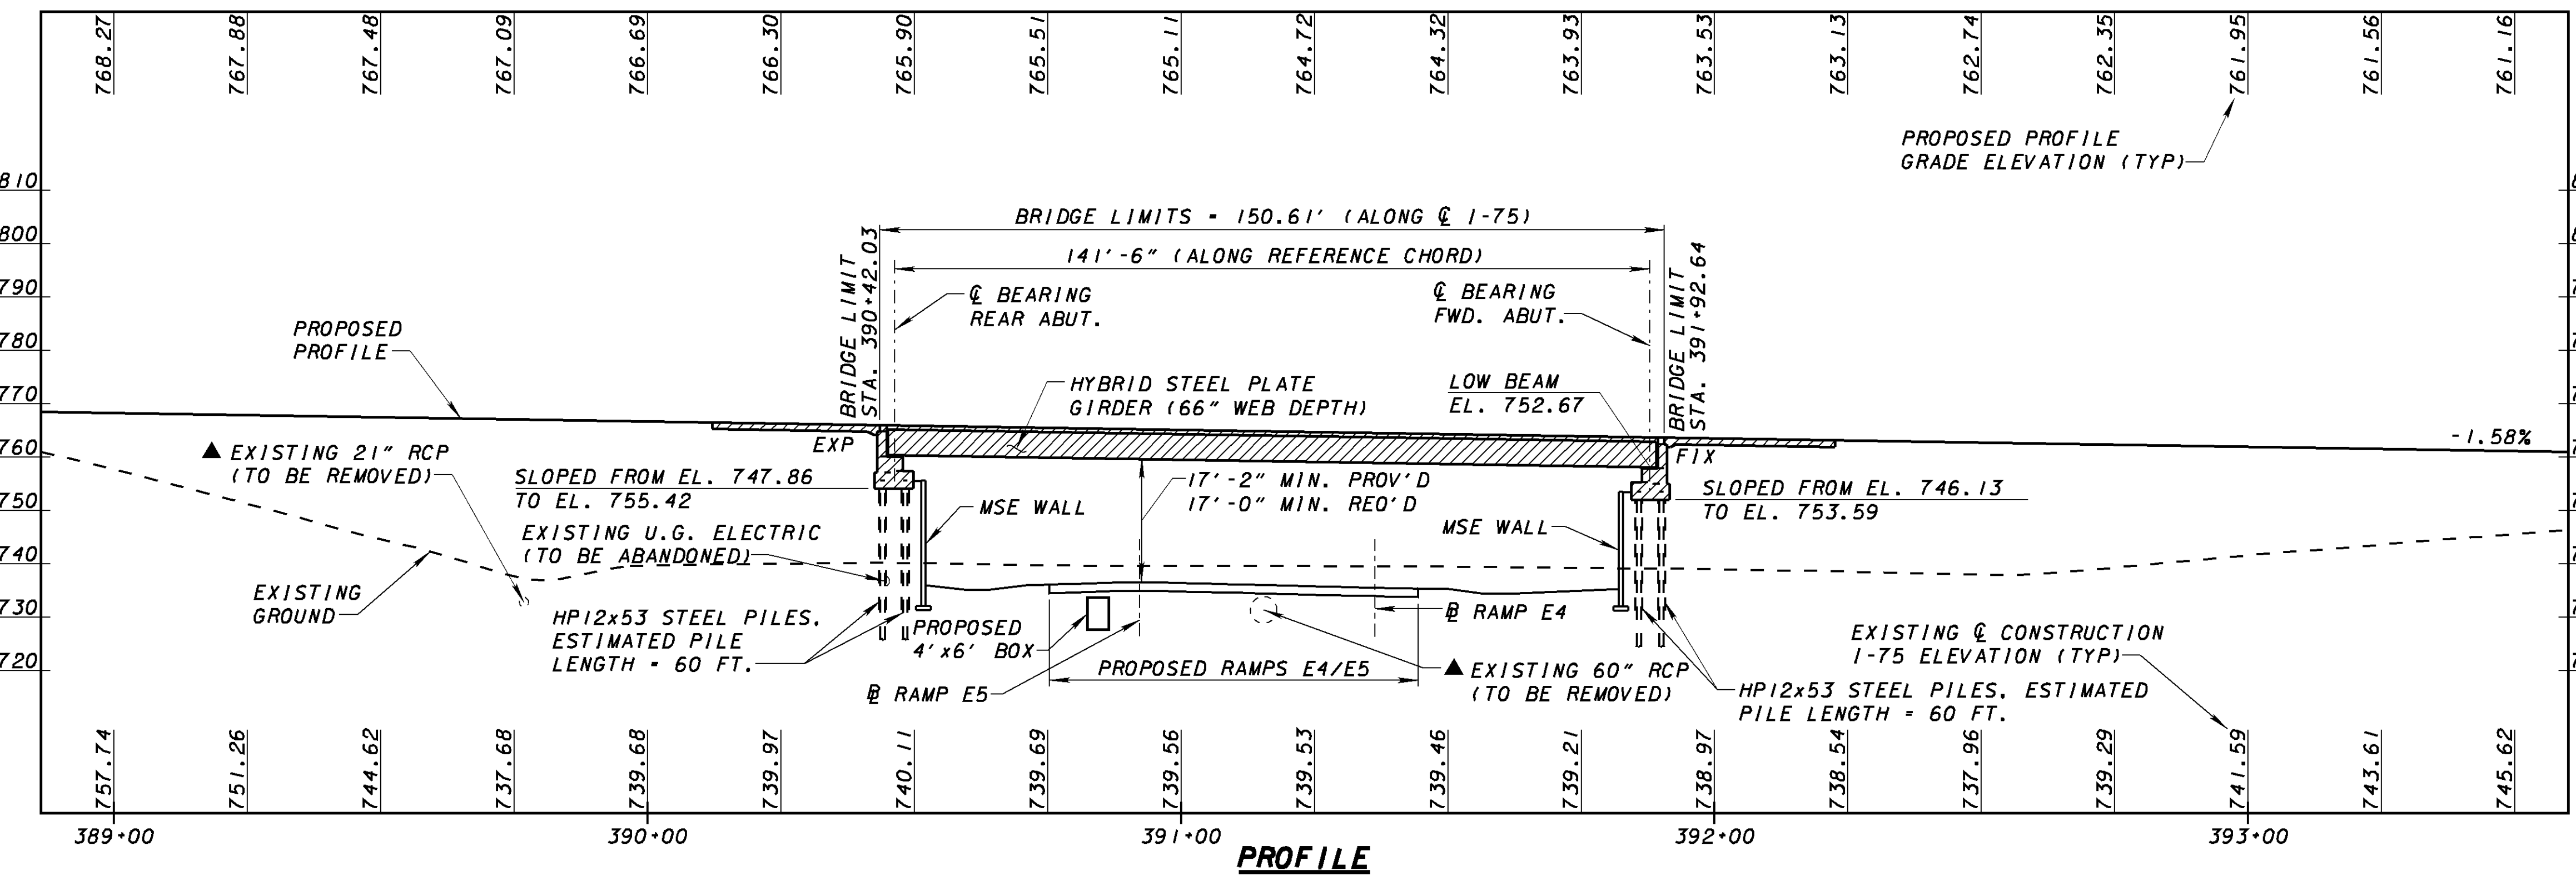 768.27 767.88 767.48 767.09 766.69 766.30 765.90 765.51 765.11 764.72 764.32 763.93 763.53 763.13 762.74 762.35 761.95 761.56 761.16
PROPOSED PROFILE
GRADE ELEVATION (TYP)
810
800
790
780
770
760
750
740
730
720
BRIDGE LIMITS = 150.61' (ALONG ℄ I-75)
141'-6" (ALONG REFERENCE CHORD)
BRIDGE LIMIT
STA. 390+42.03
℄ BEARING
REAR ABUT.
℄ BEARING
FWD. ABUT.
BRIDGE LIMIT
STA. 391+92.64
PROPOSED
PROFILE
HYBRID STEEL PLATE
GIRDER (66" WEB DEPTH)
LOW BEAM
EL. 752.67
EXP
FIX
-1.58%
▲ EXISTING 21" RCP
(TO BE REMOVED)
SLOPED FROM EL. 747.86
TO EL. 755.42
MSE WALL
17'-2" MIN. PROV'D
17'-0" MIN. REQ'D
MSE WALL
SLOPED FROM EL. 746.13
TO EL. 753.59
EXISTING U.G. ELECTRIC
(TO BE ABANDONED)
EXISTING
GROUND
HP12x53 STEEL PILES,
ESTIMATED PILE
LENGTH = 60 FT.
PROPOSED
4'x6' BOX
BL RAMP E5
PROPOSED RAMPS E4/E5
BL RAMP E4
▲ EXISTING 60" RCP
(TO BE REMOVED)
EXISTING ℄ CONSTRUCTION
I-75 ELEVATION (TYP)
HP12x53 STEEL PILES, ESTIMATED
PILE LENGTH = 60 FT.
757.74 751.26 744.62 737.68 739.68 739.97 740.11 739.69 739.56 739.53 739.46 739.21 738.97 738.54 737.96 739.29 741.59 743.61 745.62
389+00 390+00 391+00 392+00 393+00
PROFILE